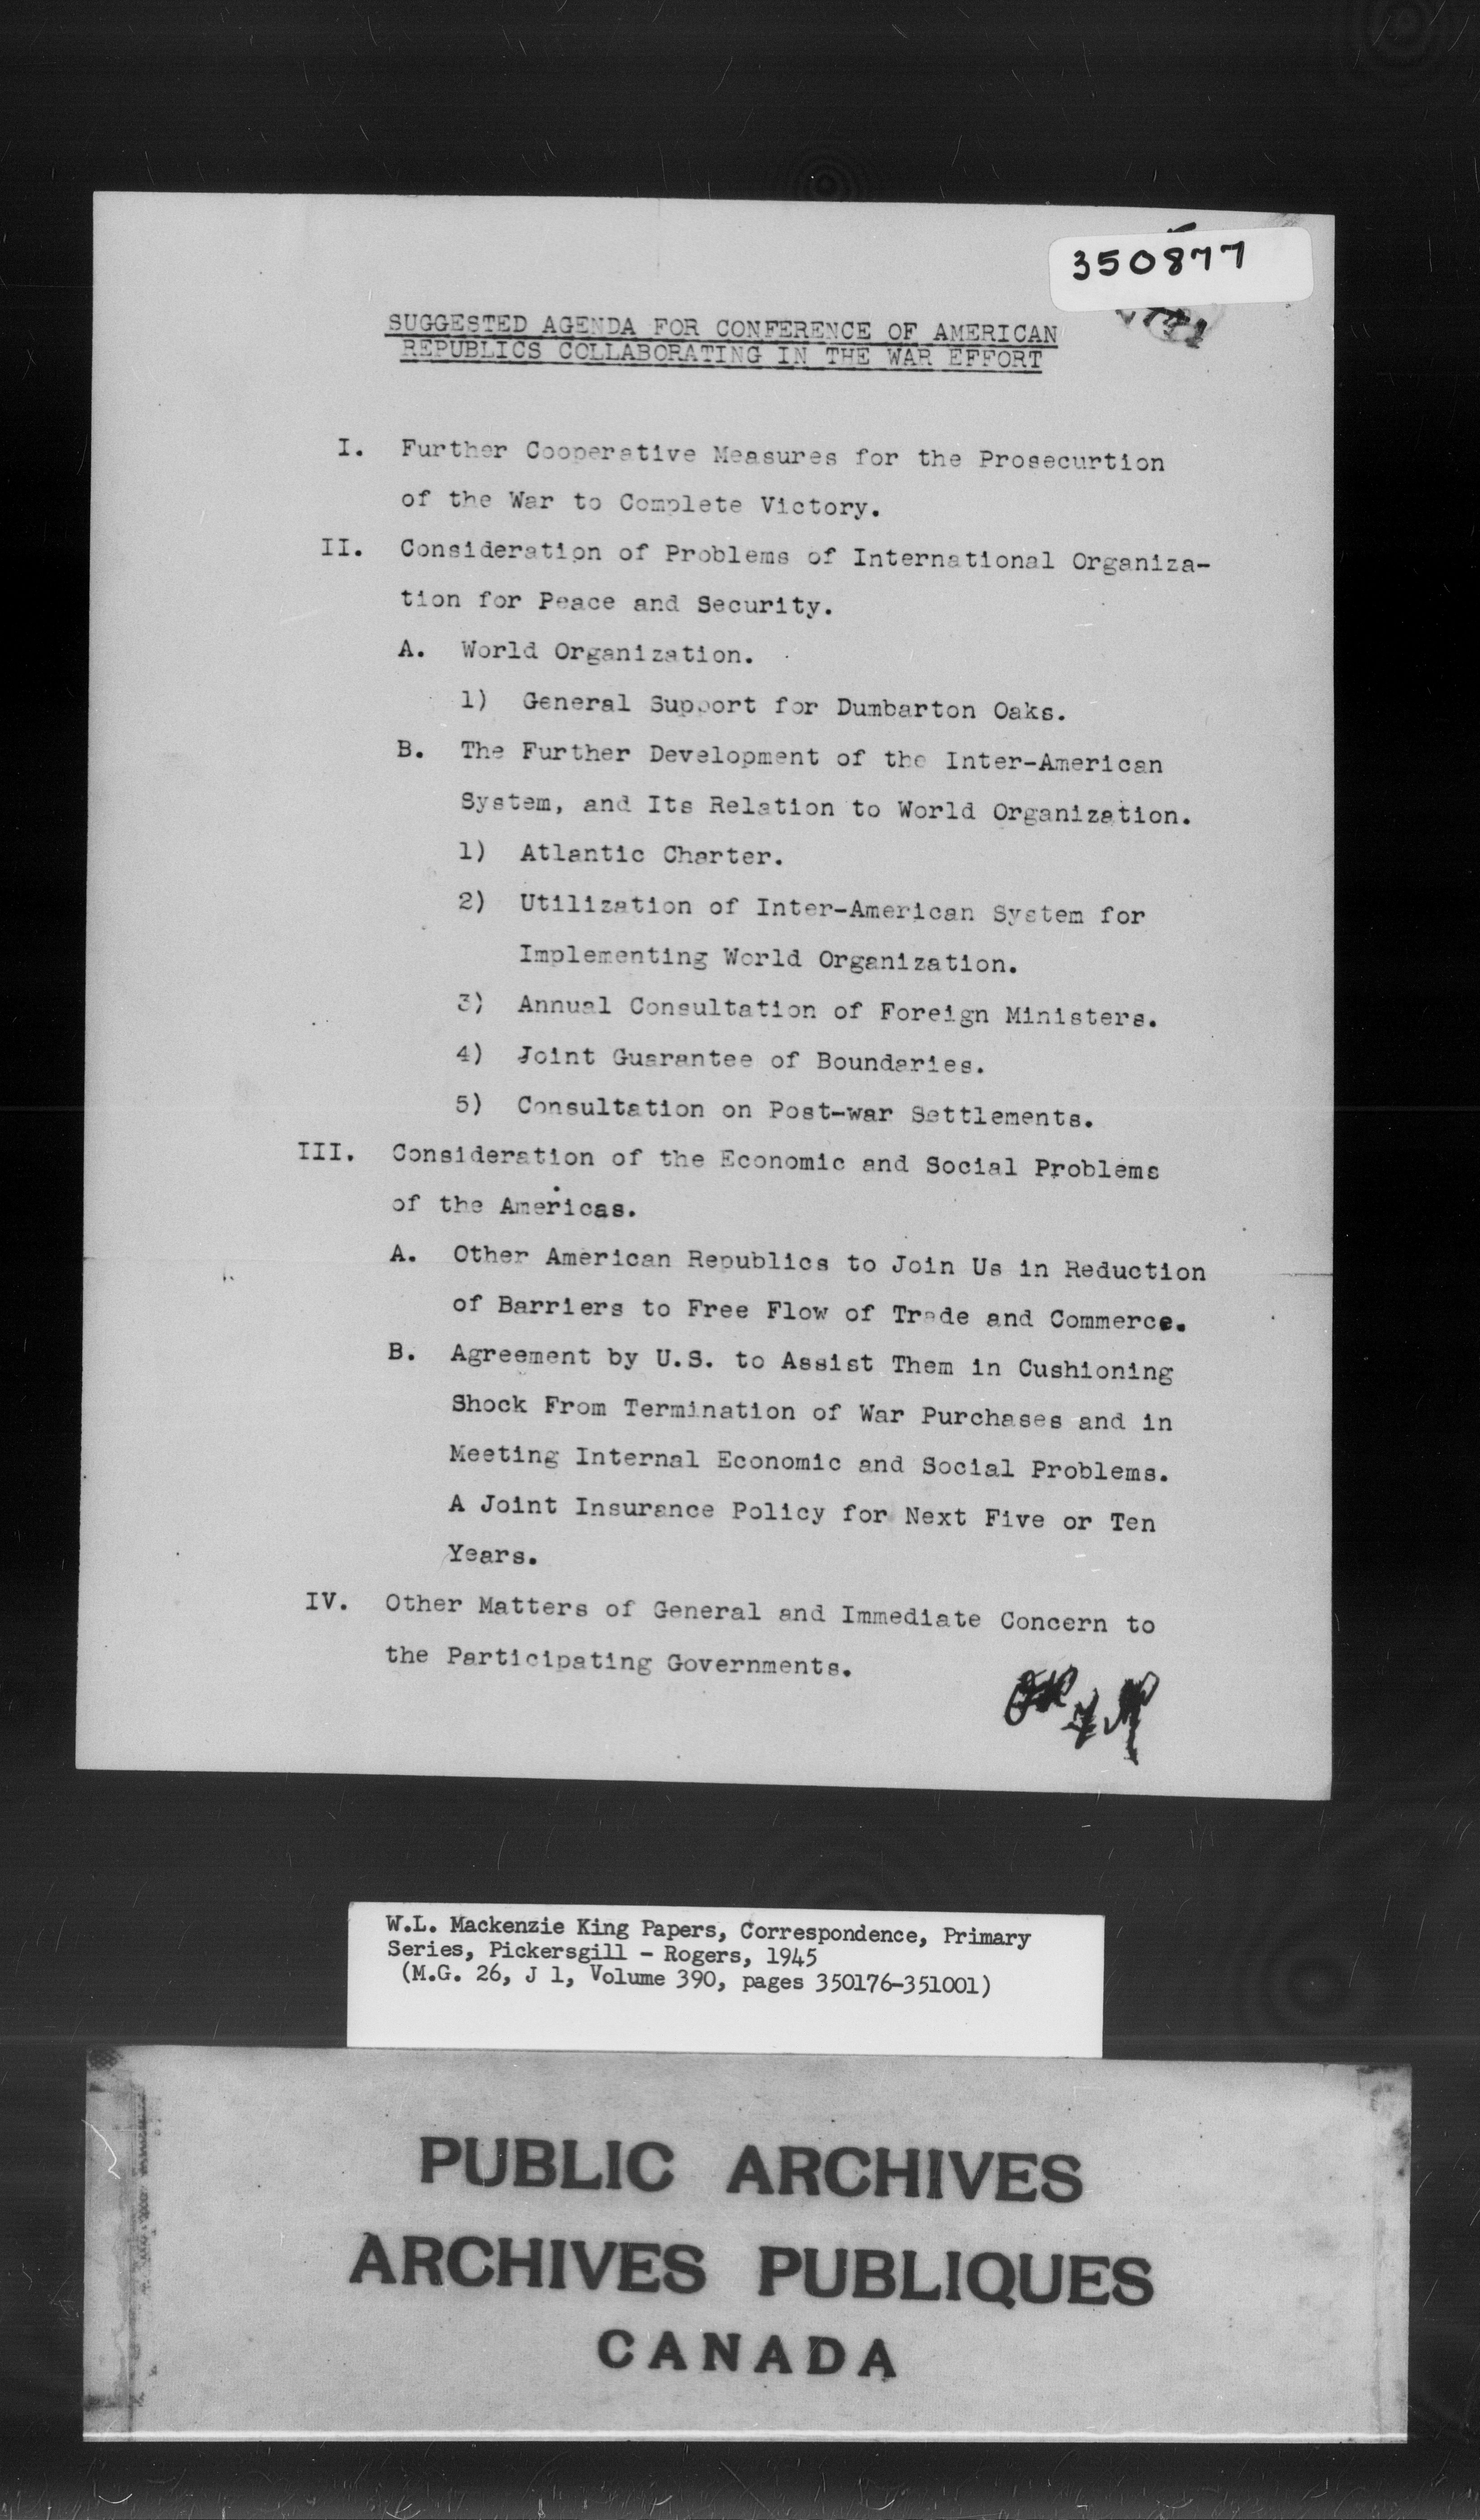 350877
SUGGESTED AGENDA FOR CONFERENCE OF AMERICAN
REPUBLICS COLLABORATING IN THE WAR EFFORT
I. Further Cooperative Measures for the Prosecurtion
of the War to Complete Victory.
II. Consideration of Problems of International Organiza-
tion for Peace and Security.
A. World Organization.
1) General Support for Dumbarton Oaks.
B. The Further Development of the Inter-American
System, and Its Relation to World Organization.
1) Atlantic Charter.
2) Utilization of Inter-American System for
Implementing World Organization.
3) Annual Consultation of Foreign Ministers.
4) Joint Guarantee of Boundaries.
5) Consultation on Post-war Settlements.
III. Consideration of the Economic and Social Problems
of the Americas.
A. Other American Republics to Join Us in Reduction
of Barriers to Free Flow of Trade and Commerce.
B. Agreement by U.S. to Assist Them in Cushioning
Shock From Termination of War Purchases and in
Meeting Internal Economic and Social Problems.
A Joint Insurance Policy for Next Five or Ten
Years.
IV. Other Matters of General and Immediate Concern to
the Participating Governments.
OK
W.L. Mackenzie King Papers, Correspondence, Primary
Series, Pickersgill - Rogers, 1945
(M.G. 26, J 1, Volume 390, pages 350176-351001)
PUBLIC ARCHIVES
ARCHIVES PUBLIQUES
CANADA